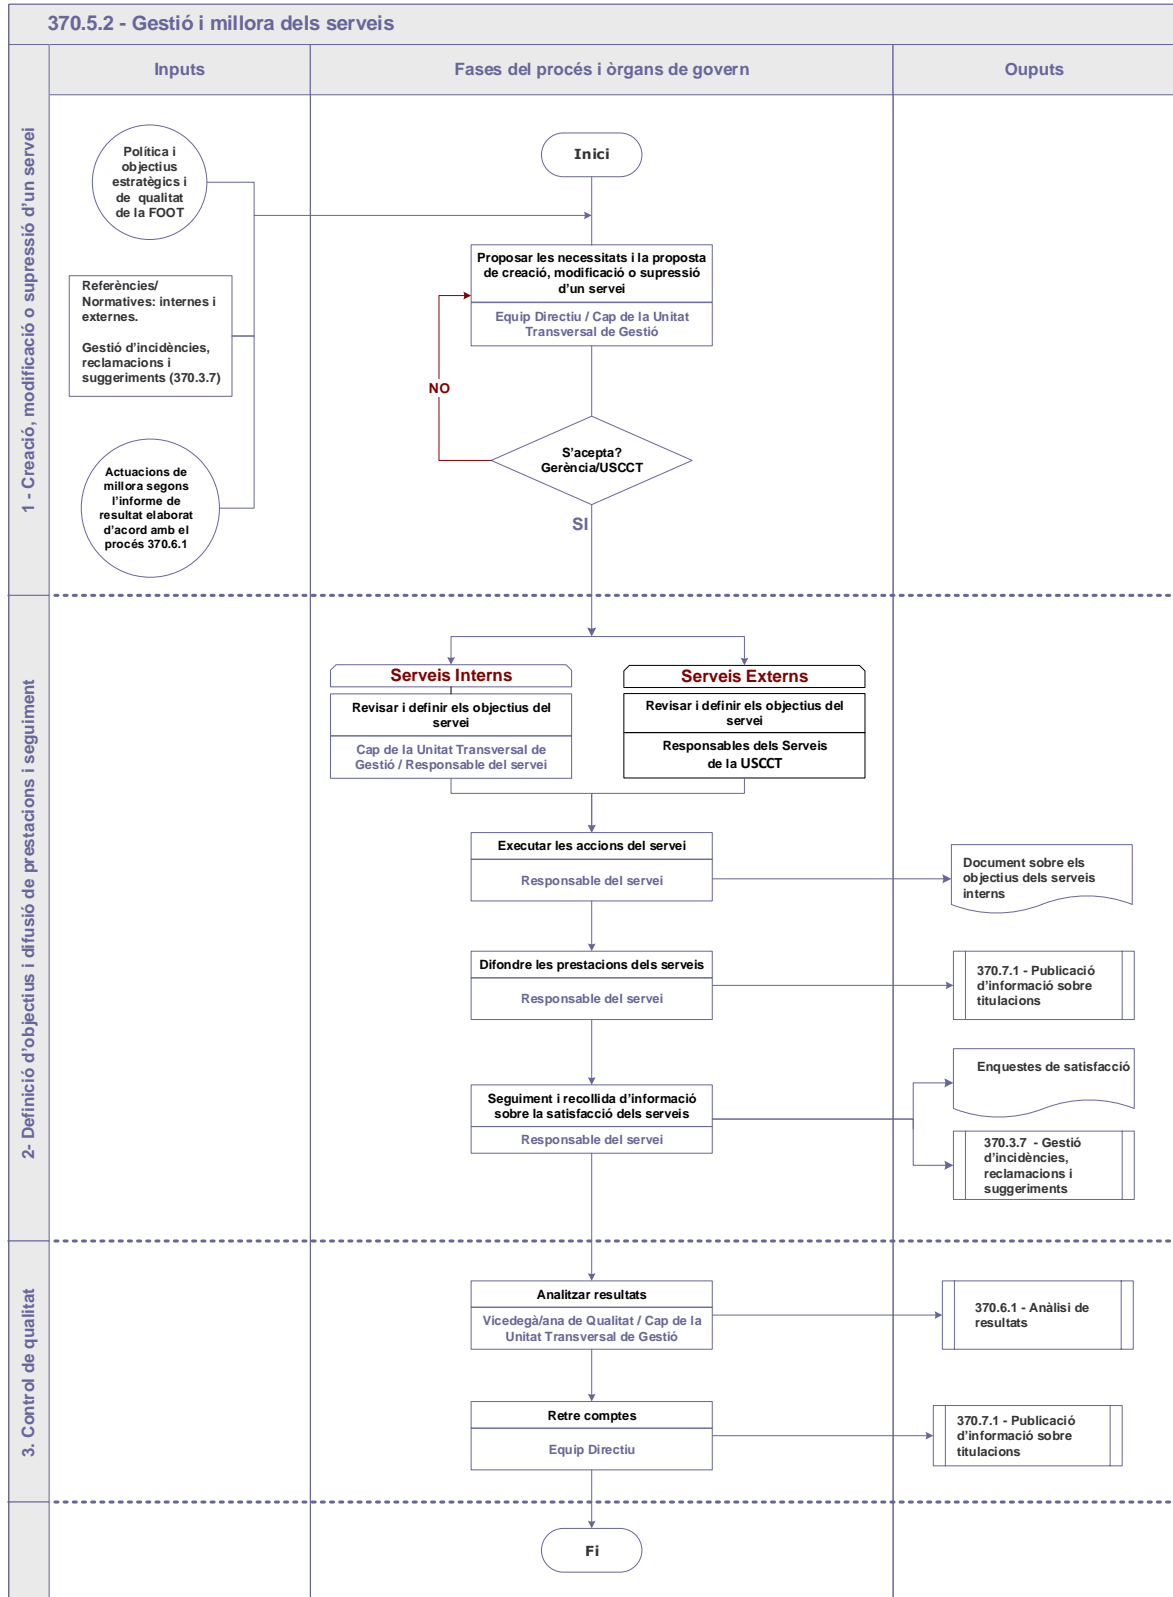 370.5.2 - Gestió i millora dels serveis
Inputs
Fases del procés i òrgans de govern
Ouputs
1 - Creació, modificació o supressió d'un servei
Política i
objectius
estratègics i
de qualitat
de la FOOT
Referències/
Normatives: internes i
externes.
Gestió d'incidències,
reclamacions i
suggeriments (370.3.7)
Actuacions de
millora segons
l'informe de
resultat elaborat
d'acord amb el
procés 370.6.1
Inici
Proposar les necessitats i la proposta
de creació, modificació o supressió
d'un servei
Equip Directiu / Cap de la Unitat
Transversal de Gestió
NO
S'acepta?
Gerència/USCCT
SI
2- Definició d'objectius i difusió de prestacions i seguiment
Serveis Interns
Revisar i definir els objectius del
servei
Cap de la Unitat Transversal de
Gestió / Responsable del servei
Serveis Externs
Revisar i definir els objectius del
servei
Responsables dels Serveis
de la USCCT
Executar les accions del servei
Responsable del servei
Document sobre els
objectius dels serveis
interns
Difondre les prestacions dels serveis
Responsable del servei
370.7.1 - Publicació
d'informació sobre
titulacions
Seguiment i recollida d'informació
sobre la satisfacció dels serveis
Responsable del servei
Enquestes de satisfacció
370.3.7 - Gestió
d'incidències,
reclamacions i
suggeriments
3. Control de qualitat
Analitzar resultats
Vicedegà/ana de Qualitat / Cap de la
Unitat Transversal de Gestió
370.6.1 - Anàlisi de
resultats
Retre comptes
Equip Directiu
370.7.1 - Publicació
d'informació sobre
titulacions
Fi